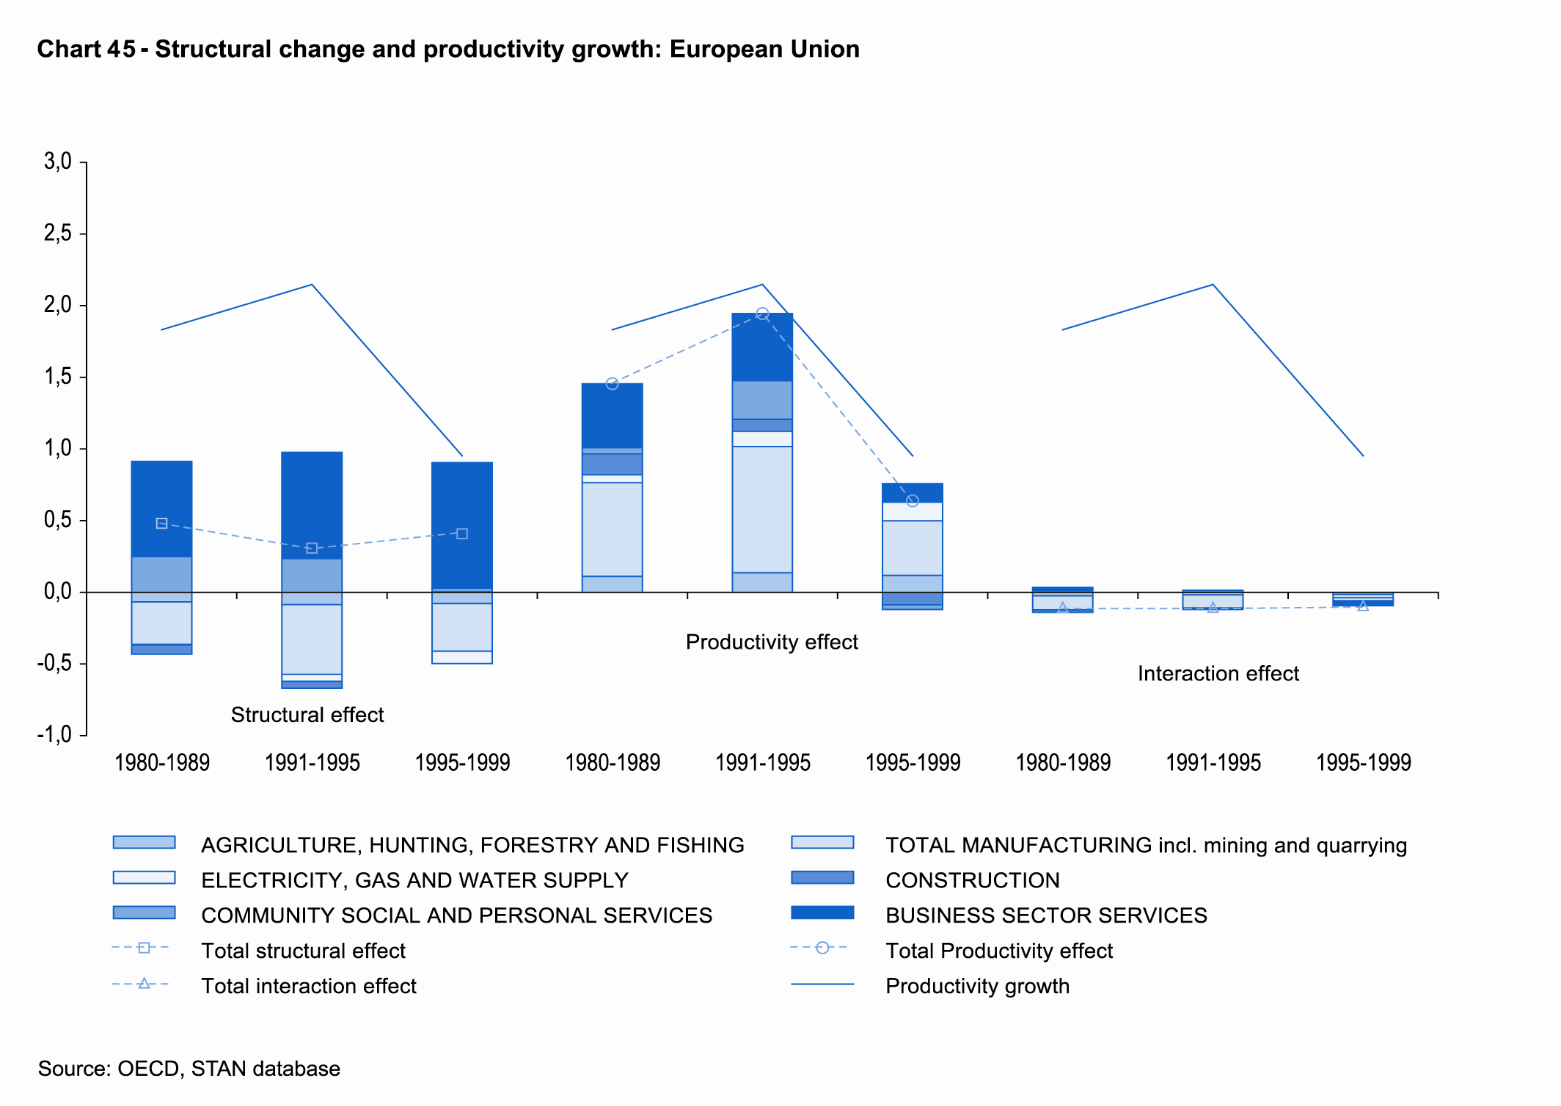 Chart 45 - Structural change and productivity growth: European Union
3,0
2,5
2,0
1,5
1,0
0,5
0,0
-0,5
-1,0
Productivity effect
Interaction effect
Structural effect
1980-1989 1991-1995 1995-1999 1980-1989 1991-1995 1995-1999 1980-1989 1991-1995 1995-1999
AGRICULTURE, HUNTING, FORESTRY AND FISHING TOTAL MANUFACTURING incl. mining and quarrying
ELECTRICITY, GAS AND WATER SUPPLY CONSTRUCTION
COMMUNITY SOCIAL AND PERSONAL SERVICES BUSINESS SECTOR SERVICES
Total structural effect Total Productivity effect
Total interaction effect Productivity growth
Source: OECD, STAN database